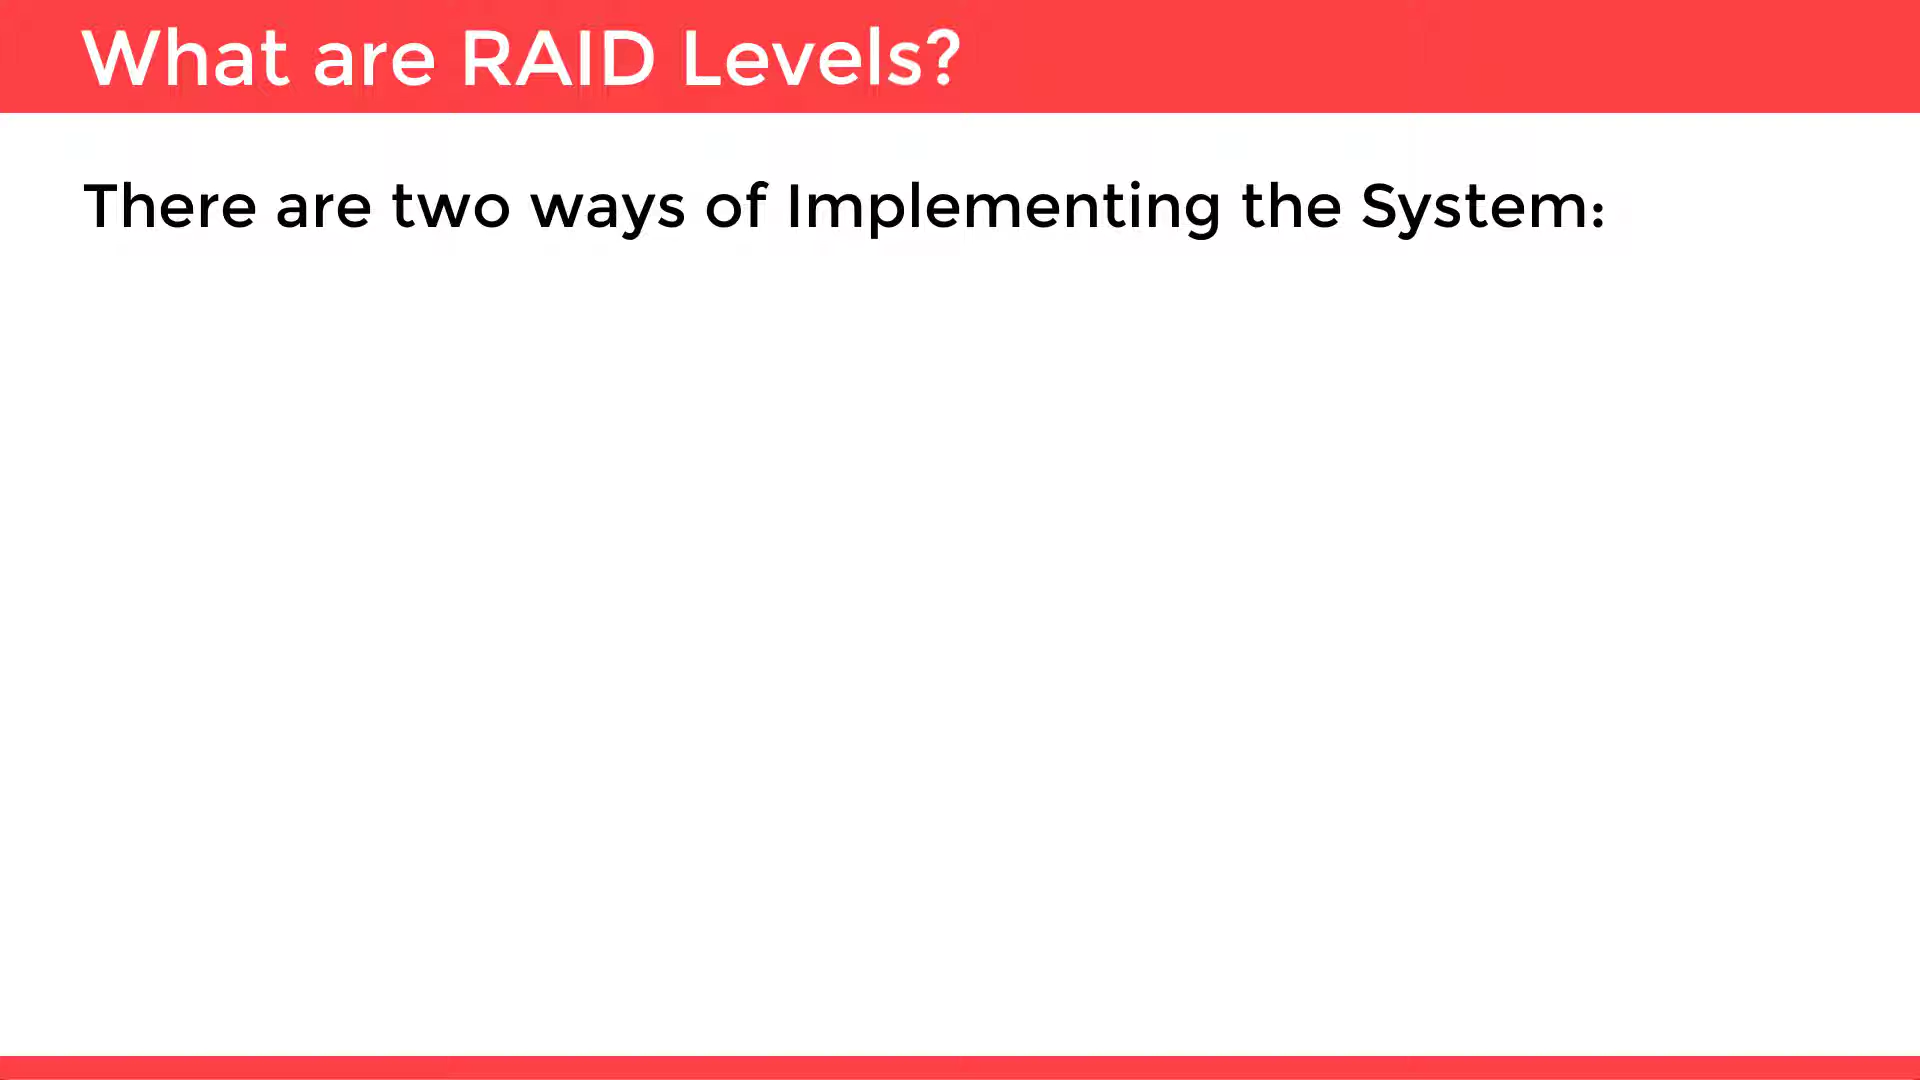 What are RAID Levels?
There are two ways of Implementing the System: